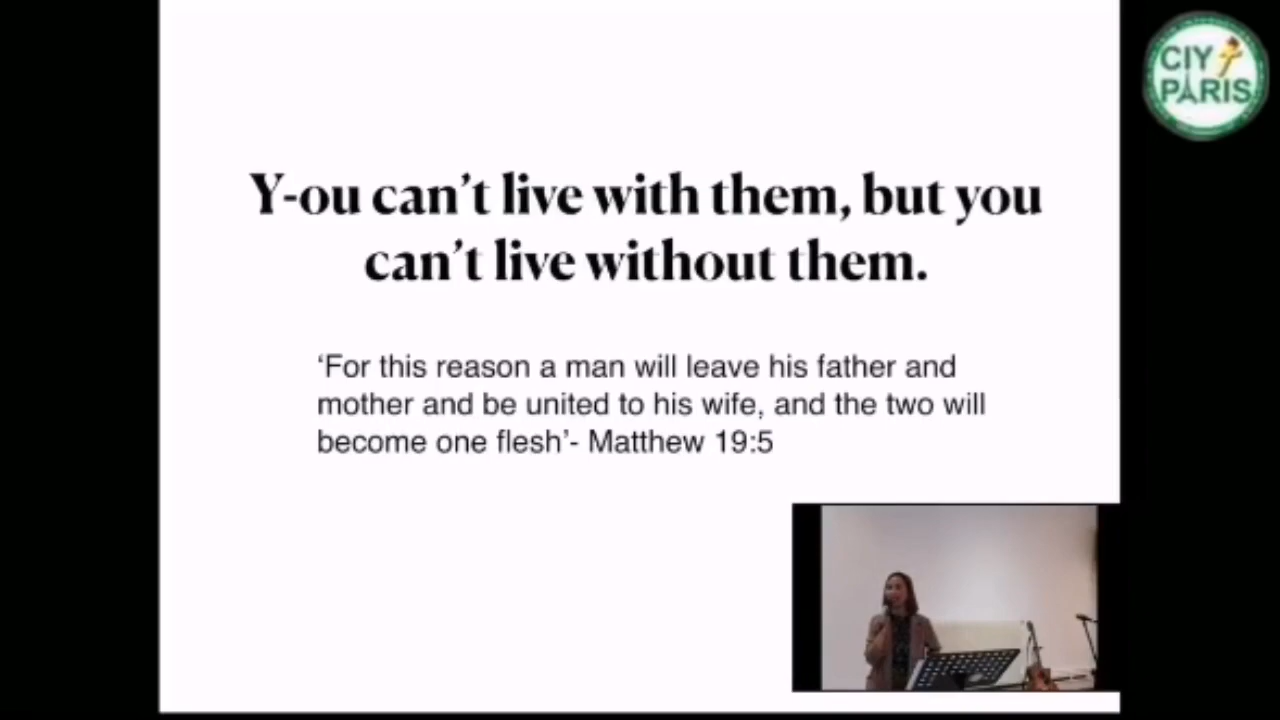 CIY
PARIS
Y-ou can’t live with them, but you
can’t live without them.
‘For this reason a man will leave his father and
mother and be united to his wife, and the two will
become one flesh’- Matthew 19:5